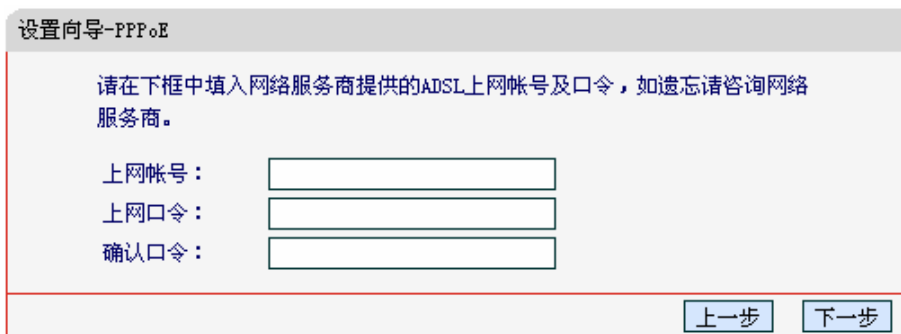 设置向导-PPPoE
请在下框中填入网络服务商提供的ADSL上网帐号及口令，如遗忘请咨询网络
服务商。
上网帐号：
上网口令：
确认口令：
上一步 下一步